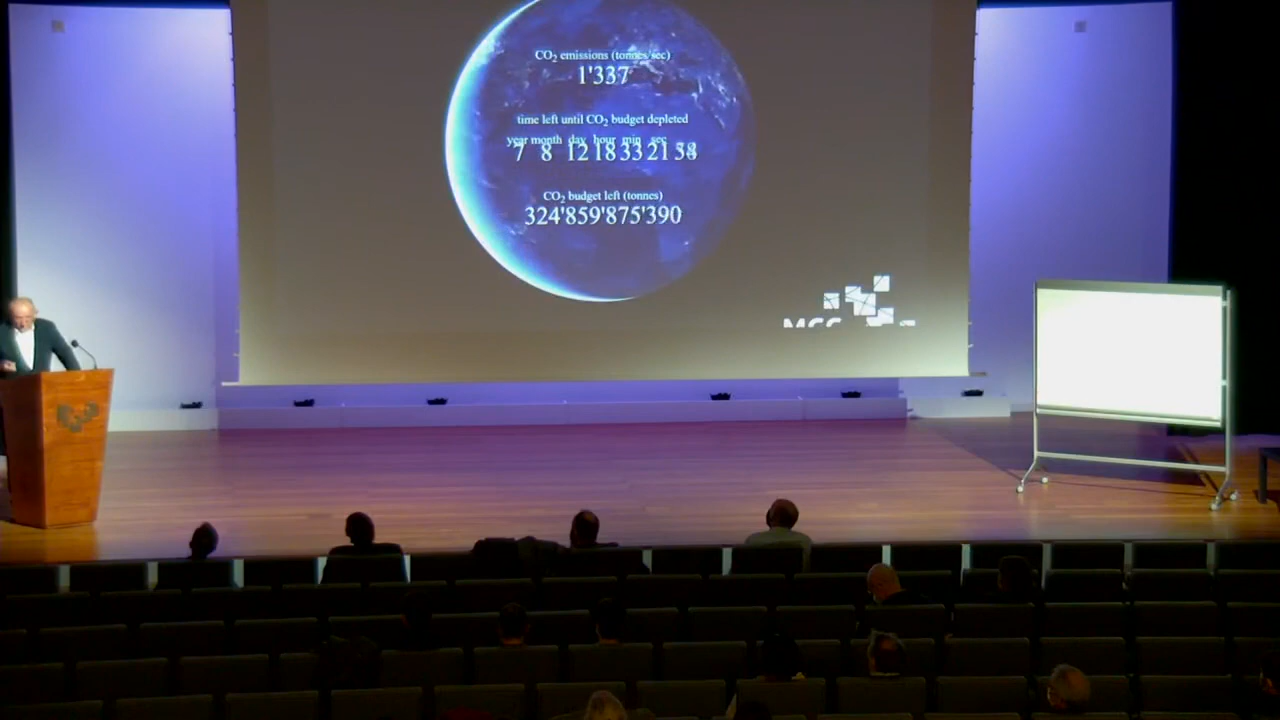 CO₂ emissions (tonnes/sec)
1'337
time left until CO₂ budget depleted
year month day hour min sec
7 8 12 18 33 21
CO₂ budget left (tonnes)
324'859'875'390
MCC